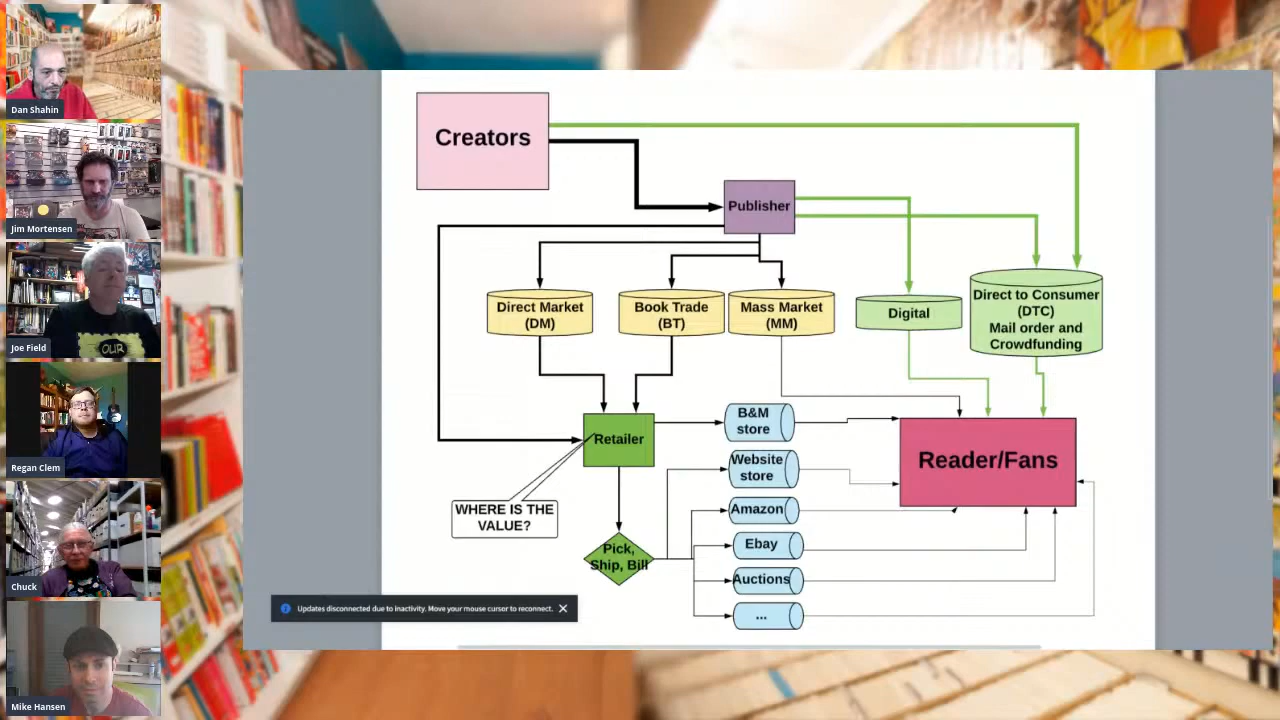 Dan Shahin
Jim Mortensen
Joe Field
OUR
Regan Clem
Chuck
Mike Hansen
Creators
Publisher
Direct Market
(DM)
Book Trade
(BT)
Mass Market
(MM)
Digital
Direct to Consumer
(DTC)
Mail order and
Crowdfunding
Retailer
B&M
store
Website
store
Reader/Fans
WHERE IS THE
VALUE?
Amazon
Pick,
Ship, Bill
Ebay
Auctions
...
Updates disconnected due to inactivity. Move your mouse cursor to reconnect.